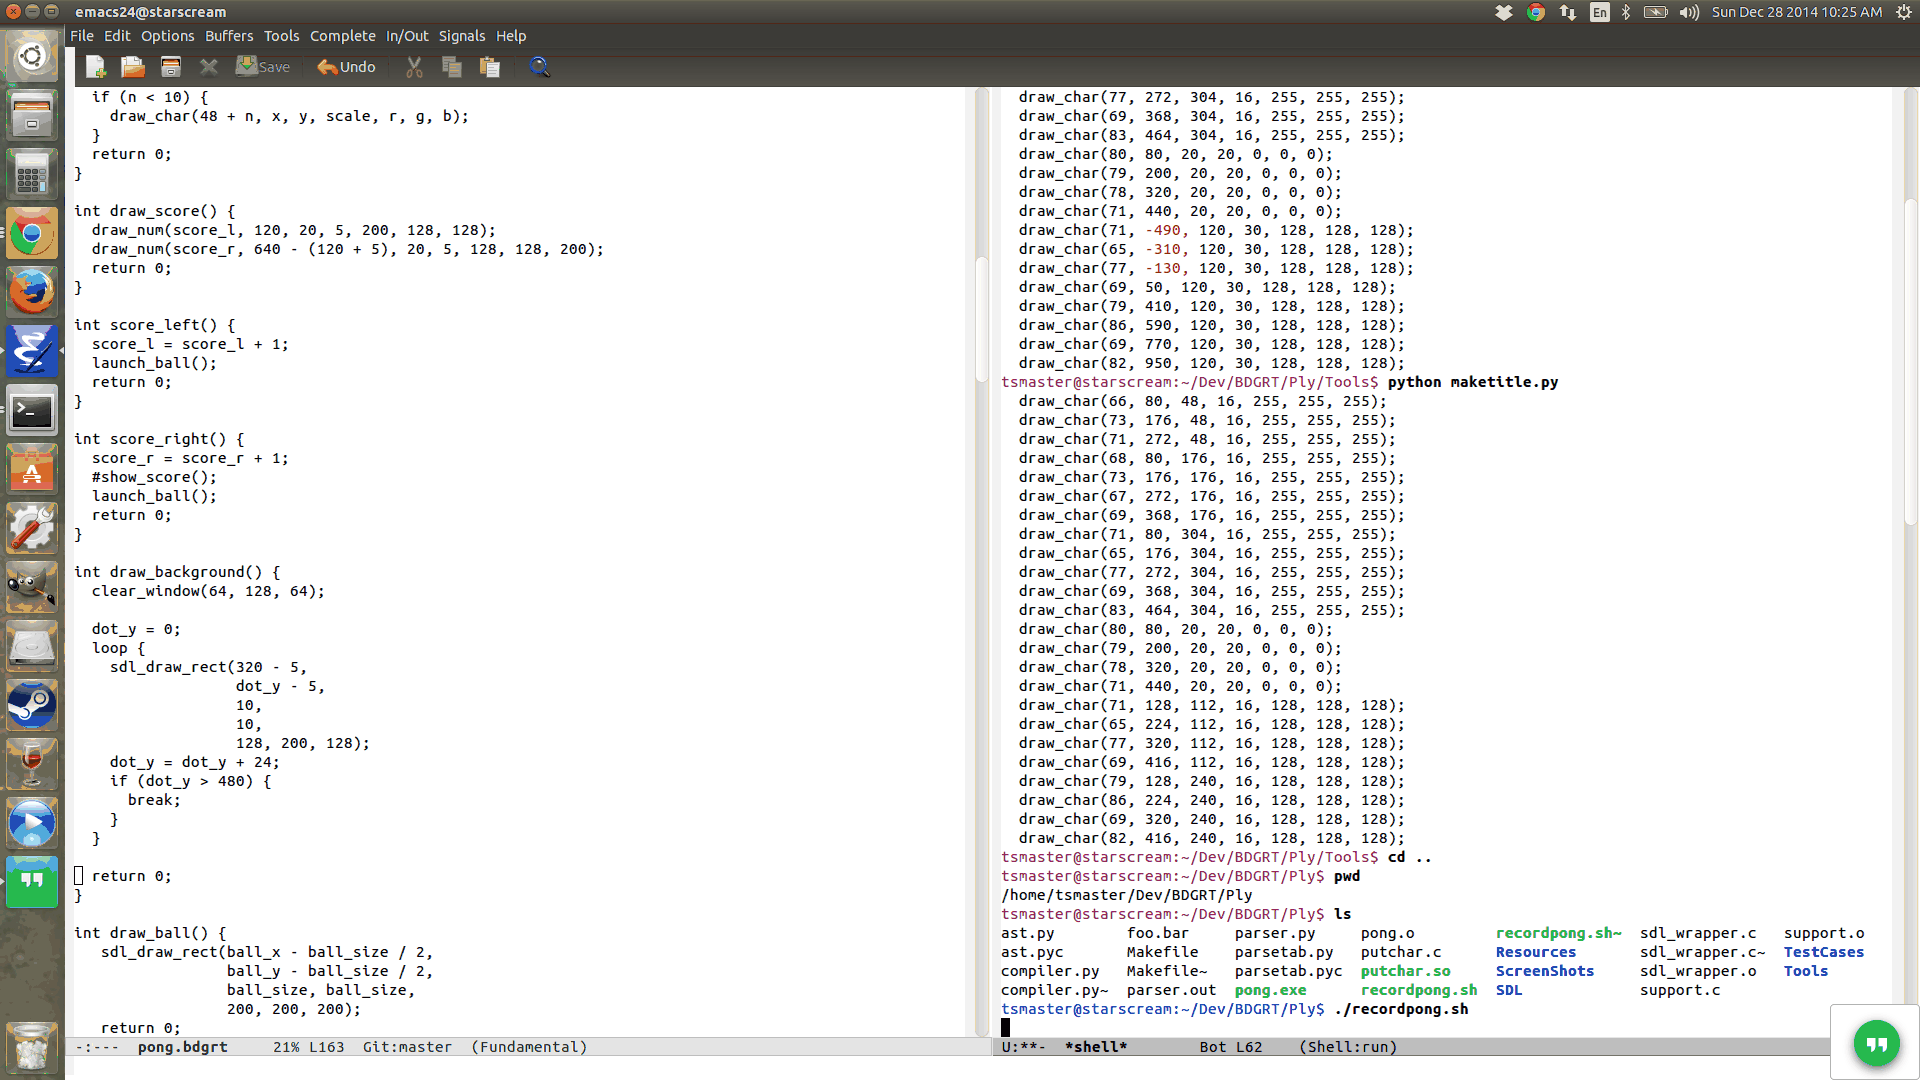 emacs24@starscream
En
Sun Dec 28 2014 10:25 AM
File Edit Options Buffers Tools Complete In/Out Signals Help
Save
Undo
  if (n < 10) {
    draw_char(48 + n, x, y, scale, r, g, b);
  }
  return 0;
}

int draw_score() {
  draw_num(score_l, 120, 20, 5, 200, 128, 128);
  draw_num(score_r, 640 - (120 + 5), 20, 5, 128, 128, 200);
  return 0;
}

int score_left() {
  score_l = score_l + 1;
  launch_ball();
  return 0;
}

int score_right() {
  score_r = score_r + 1;
  #show_score();
  launch_ball();
  return 0;
}

int draw_background() {
  clear_window(64, 128, 64);

  dot_y = 0;
  loop {
    sdl_draw_rect(320 - 5,
                  dot_y - 5,
                  10,
                  10,
                  128, 200, 128);
    dot_y = dot_y + 24;
    if (dot_y > 480) {
      break;
    }
  }

  return 0;
}

int draw_ball() {
   sdl_draw_rect(ball_x - ball_size / 2,
                 ball_y - ball_size / 2,
                 ball_size, ball_size,
                 200, 200, 200);
   return 0;
-:---  pong.bdgrt     21% L163  Git:master  (Fundamental)
  draw_char(77, 272, 304, 16, 255, 255, 255);
  draw_char(69, 368, 304, 16, 255, 255, 255);
  draw_char(83, 464, 304, 16, 255, 255, 255);
  draw_char(80, 80, 20, 20, 0, 0, 0);
  draw_char(79, 200, 20, 20, 0, 0, 0);
  draw_char(78, 320, 20, 20, 0, 0, 0);
  draw_char(71, 440, 20, 20, 0, 0, 0);
  draw_char(71, -490, 120, 30, 128, 128, 128);
  draw_char(65, -310, 120, 30, 128, 128, 128);
  draw_char(77, -130, 120, 30, 128, 128, 128);
  draw_char(69, 50, 120, 30, 128, 128, 128);
  draw_char(79, 410, 120, 30, 128, 128, 128);
  draw_char(86, 590, 120, 30, 128, 128, 128);
  draw_char(69, 770, 120, 30, 128, 128, 128);
  draw_char(82, 950, 120, 30, 128, 128, 128);
tsmaster@starscream:~/Dev/BDGRT/Ply/Tools$ python maketitle.py
  draw_char(66, 80, 48, 16, 255, 255, 255);
  draw_char(73, 176, 48, 16, 255, 255, 255);
  draw_char(71, 272, 48, 16, 255, 255, 255);
  draw_char(68, 80, 176, 16, 255, 255, 255);
  draw_char(73, 176, 176, 16, 255, 255, 255);
  draw_char(67, 272, 176, 16, 255, 255, 255);
  draw_char(69, 368, 176, 16, 255, 255, 255);
  draw_char(71, 80, 304, 16, 255, 255, 255);
  draw_char(65, 176, 304, 16, 255, 255, 255);
  draw_char(77, 272, 304, 16, 255, 255, 255);
  draw_char(69, 368, 304, 16, 255, 255, 255);
  draw_char(83, 464, 304, 16, 255, 255, 255);
  draw_char(80, 80, 20, 20, 0, 0, 0);
  draw_char(79, 200, 20, 20, 0, 0, 0);
  draw_char(78, 320, 20, 20, 0, 0, 0);
  draw_char(71, 440, 20, 20, 0, 0, 0);
  draw_char(71, 128, 112, 16, 128, 128, 128);
  draw_char(65, 224, 112, 16, 128, 128, 128);
  draw_char(77, 320, 112, 16, 128, 128, 128);
  draw_char(69, 416, 112, 16, 128, 128, 128);
  draw_char(79, 128, 240, 16, 128, 128, 128);
  draw_char(86, 224, 240, 16, 128, 128, 128);
  draw_char(69, 320, 240, 16, 128, 128, 128);
  draw_char(82, 416, 240, 16, 128, 128, 128);
tsmaster@starscream:~/Dev/BDGRT/Ply/Tools$ cd ..
tsmaster@starscream:~/Dev/BDGRT/Ply$ pwd
/home/tsmaster/Dev/BDGRT/Ply
tsmaster@starscream:~/Dev/BDGRT/Ply$ ls
ast.py       foo.bar     parser.py     pong.o        recordpong.sh~  sdl_wrapper.c   support.o
ast.pyc      Makefile    parsetab.py   putchar.c     Resources       sdl_wrapper.c~  TestCases
compiler.py  Makefile~   parsetab.pyc  putchar.so    ScreenShots     sdl_wrapper.o   Tools
compiler.py~ parser.out  pong.exe      recordpong.sh  SDL            support.c
tsmaster@starscream:~/Dev/BDGRT/Ply$ ./recordpong.sh
U:**-  *shell*        Bot L62    (Shell:run)